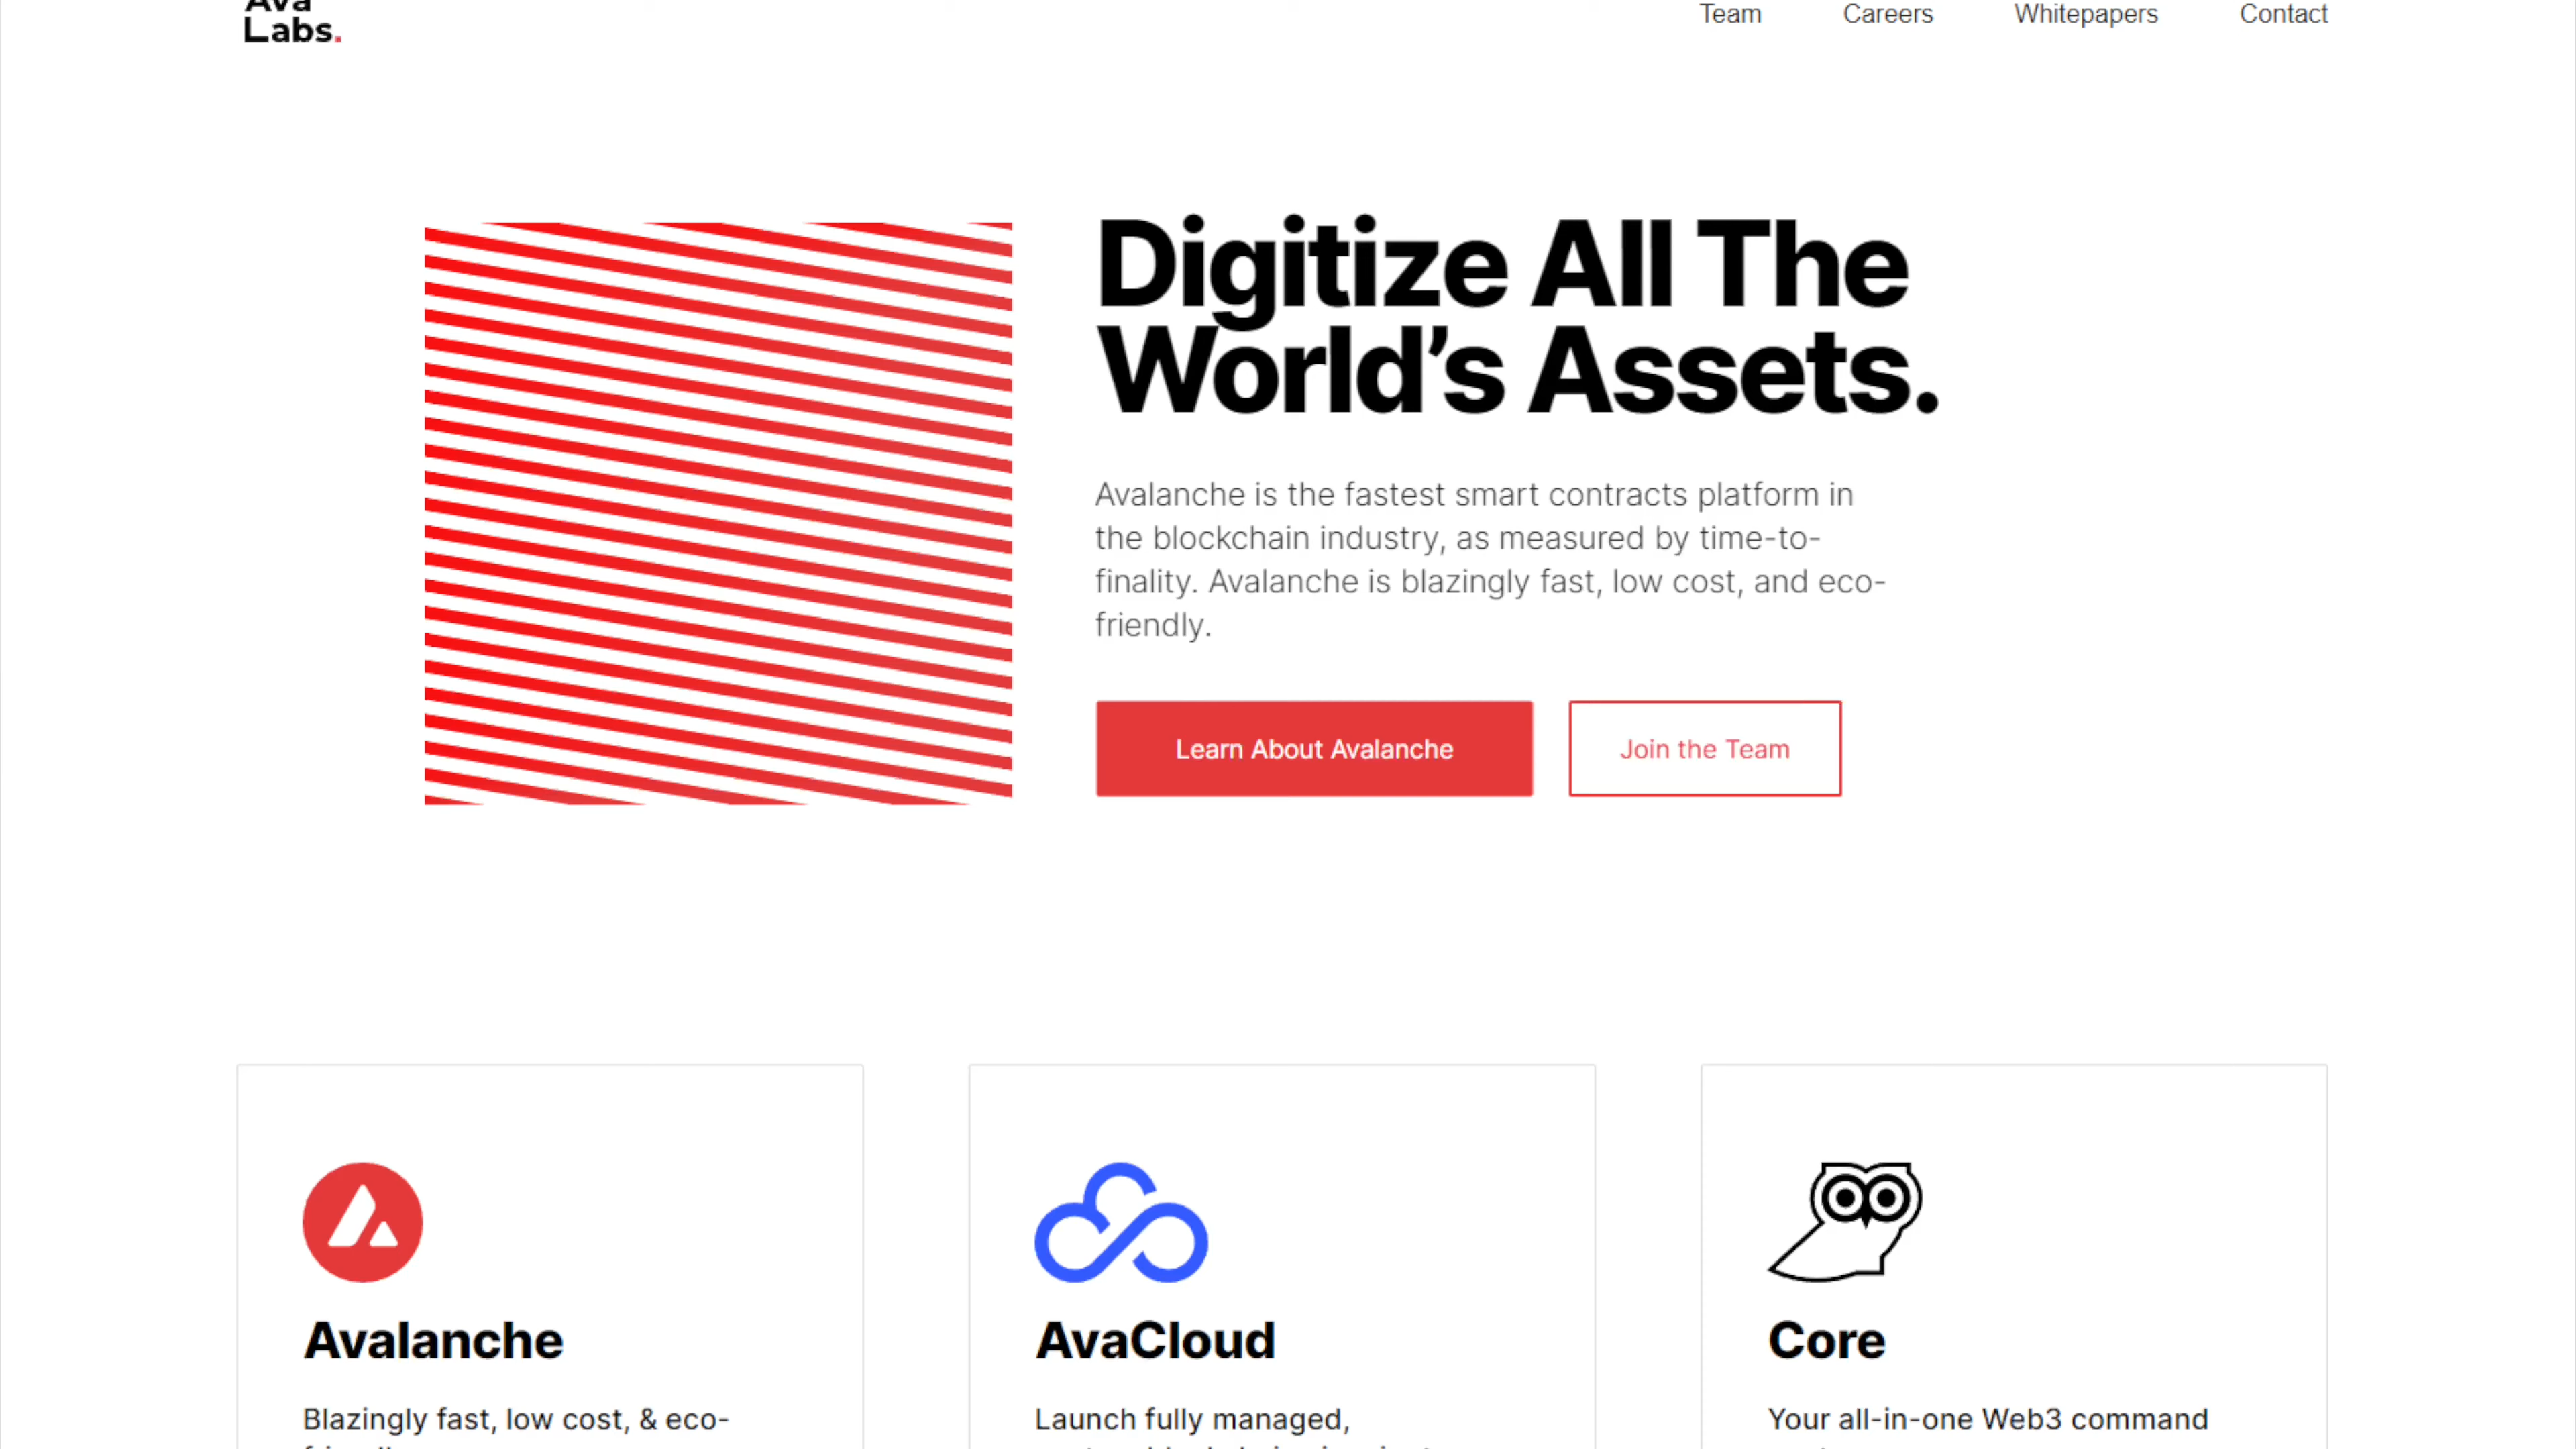 Ava
Labs.
Team
Careers
Whitepapers
Contact
Digitize All The
World’s Assets.
Avalanche is the fastest smart contracts platform in
the blockchain industry, as measured by time-to-
finality. Avalanche is blazingly fast, low cost, and eco-
friendly.
Learn About Avalanche
Join the Team
Avalanche
Blazingly fast, low cost, & eco-
AvaCloud
Launch fully managed,
Core
Your all-in-one Web3 command